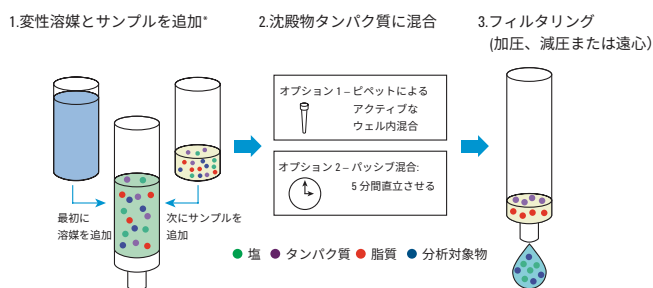 1.変性溶媒とサンプルを追加*
2.沈殿物タンパク質に混合
3.フィルタリング
(加圧、減圧または遠心)
オプション 1 – ピペットによる
アクティブな
ウェル内混合
オプション 2 – パッシブ混合:
5 分間直立させる
最初に
溶媒を追加
次にサンプルを
追加
塩 タンパク質 脂質 分析対象物